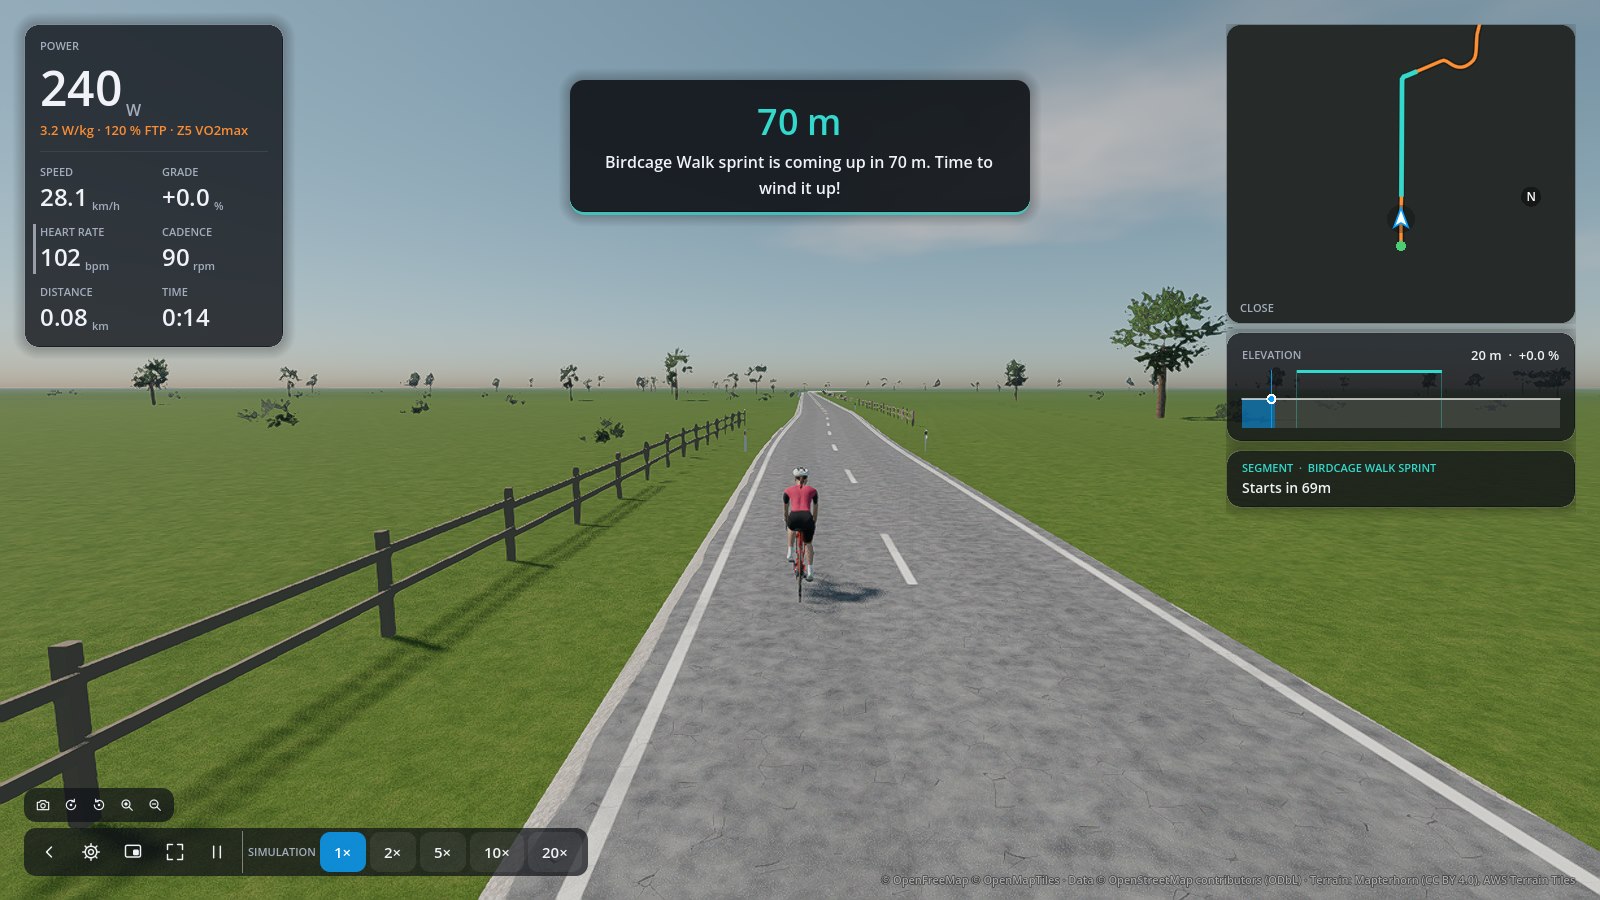 POWER
240 W
3.2 W/kg · 120 % FTP · Z5 VO2max
SPEED
GRADE
28.1 km/h
+0.0 %
HEART RATE
CADENCE
102 bpm
90 rpm
DISTANCE
TIME
0.08 km
0:14
70 m
Birdcage Walk sprint is coming up in 70 m. Time to
wind it up!
N
CLOSE
ELEVATION
20 m · +0.0 %
SEGMENT · BIRDCAGE WALK SPRINT
Starts in 69m
SIMULATION
1×
2×
5×
10×
20×
© OpenFreeMap © OpenMapTiles · Data © OpenStreetMap contributors (ODbL) · Terrain: Mapterhorn (CC BY 4.0), AWS Terrain Tiles